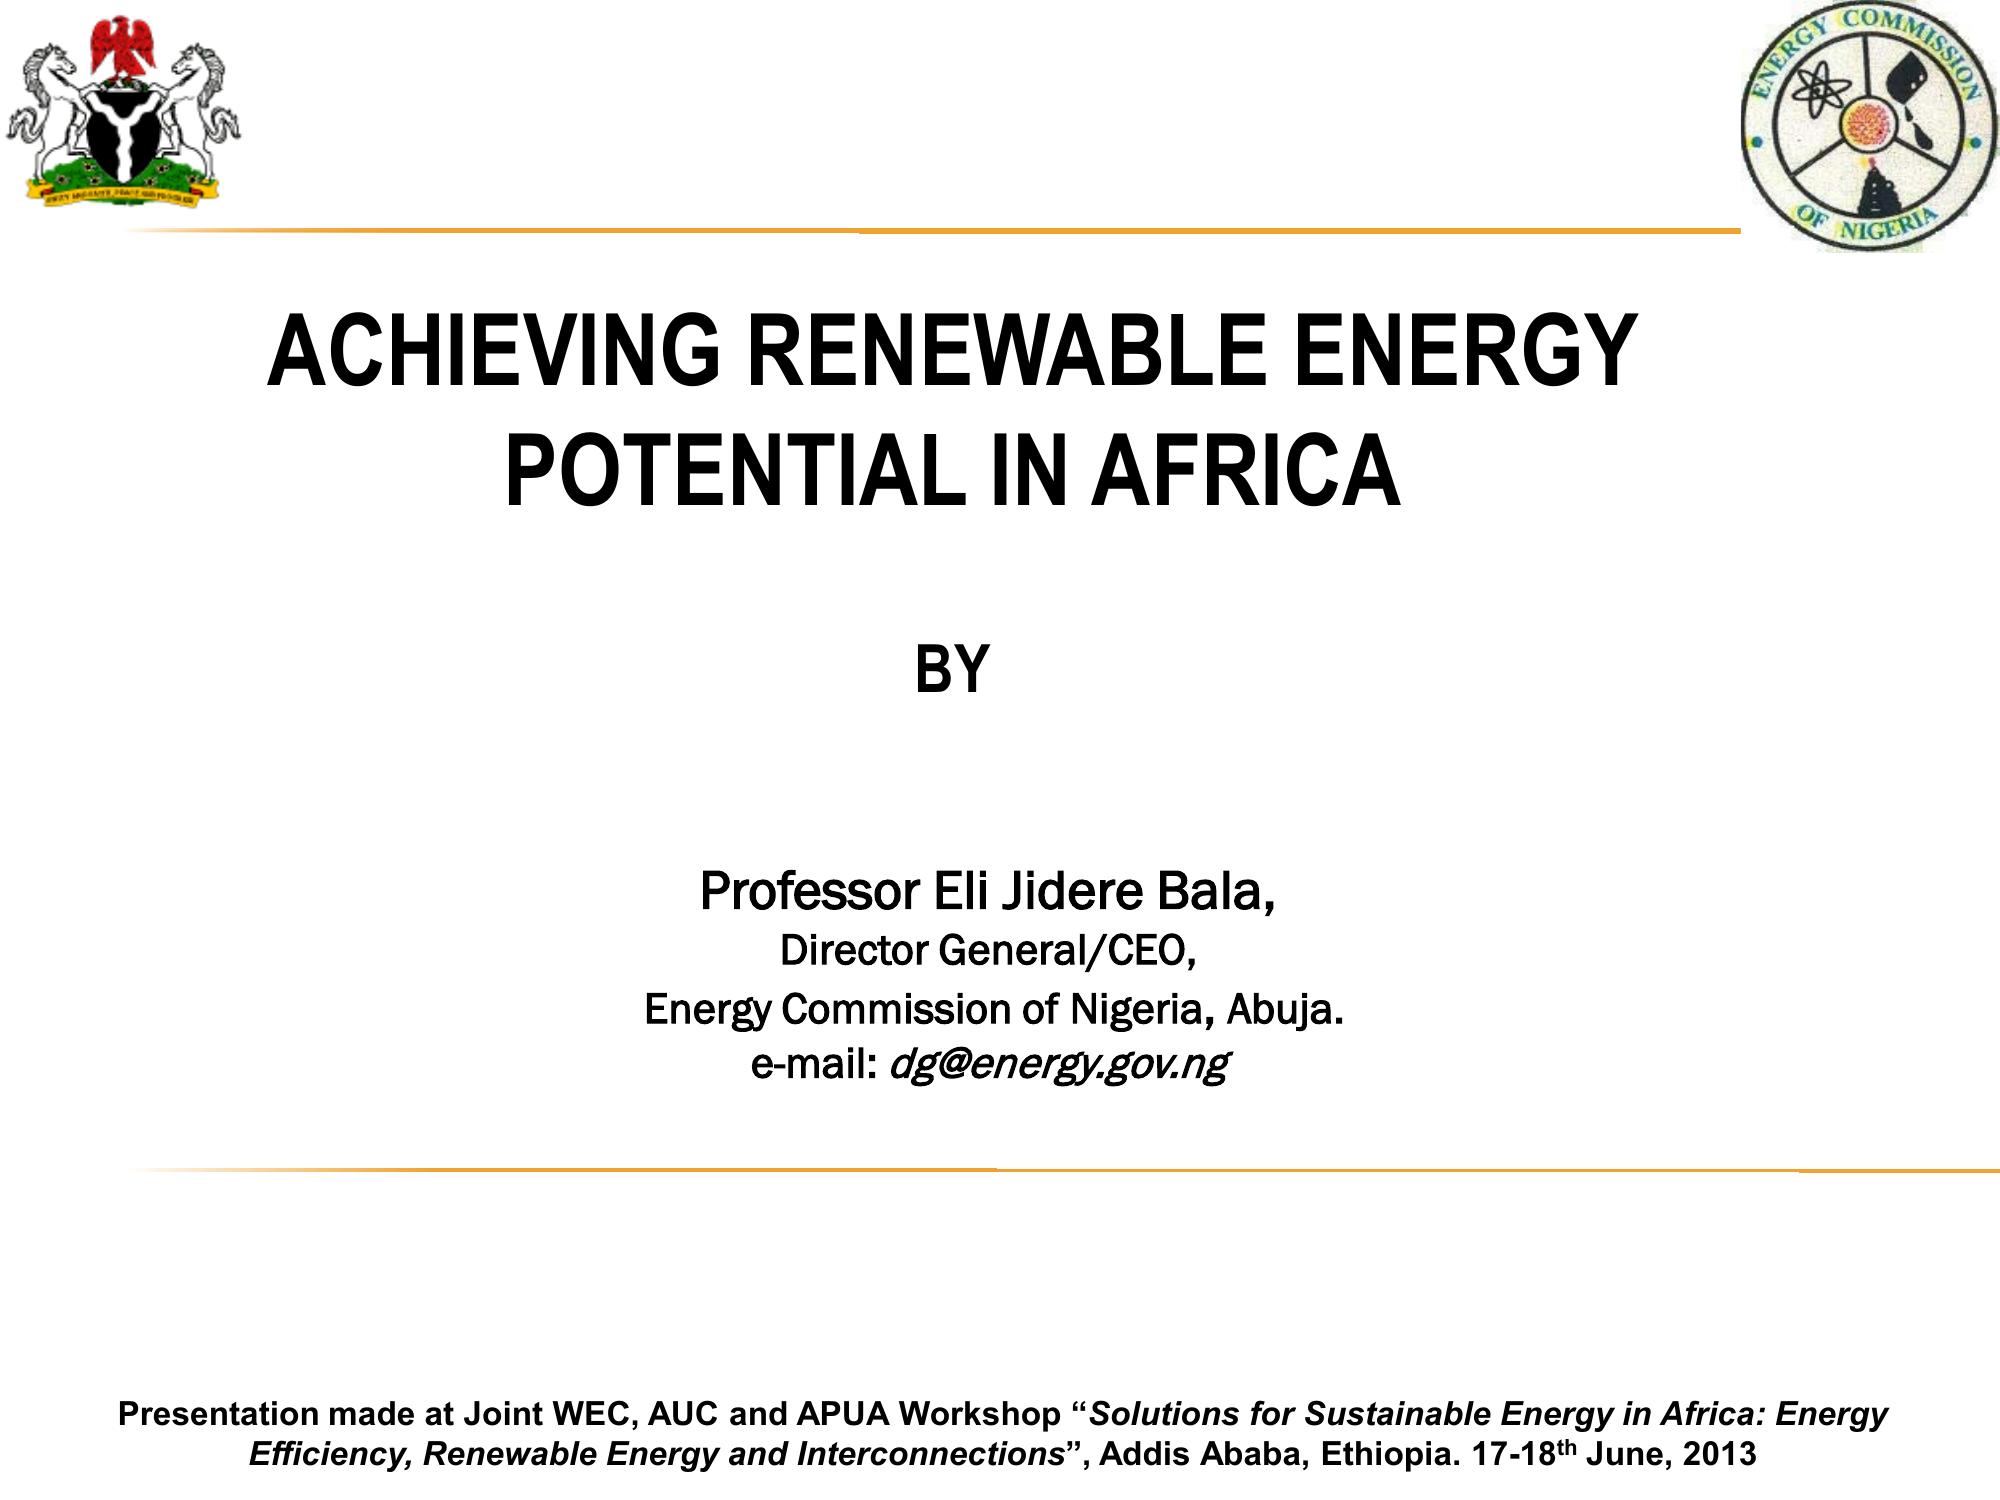 ENERGY COMMISSION
OF NIGERIA
ACHIEVING RENEWABLE ENERGY
POTENTIAL IN AFRICA
BY
Professor Eli Jidere Bala,
Director General/CEO,
Energy Commission of Nigeria, Abuja.
e-mail: dg@energy.gov.ng
Presentation made at Joint WEC, AUC and APUA Workshop “Solutions for Sustainable Energy in Africa: Energy
Efficiency, Renewable Energy and Interconnections”, Addis Ababa, Ethiopia. 17-18th June, 2013